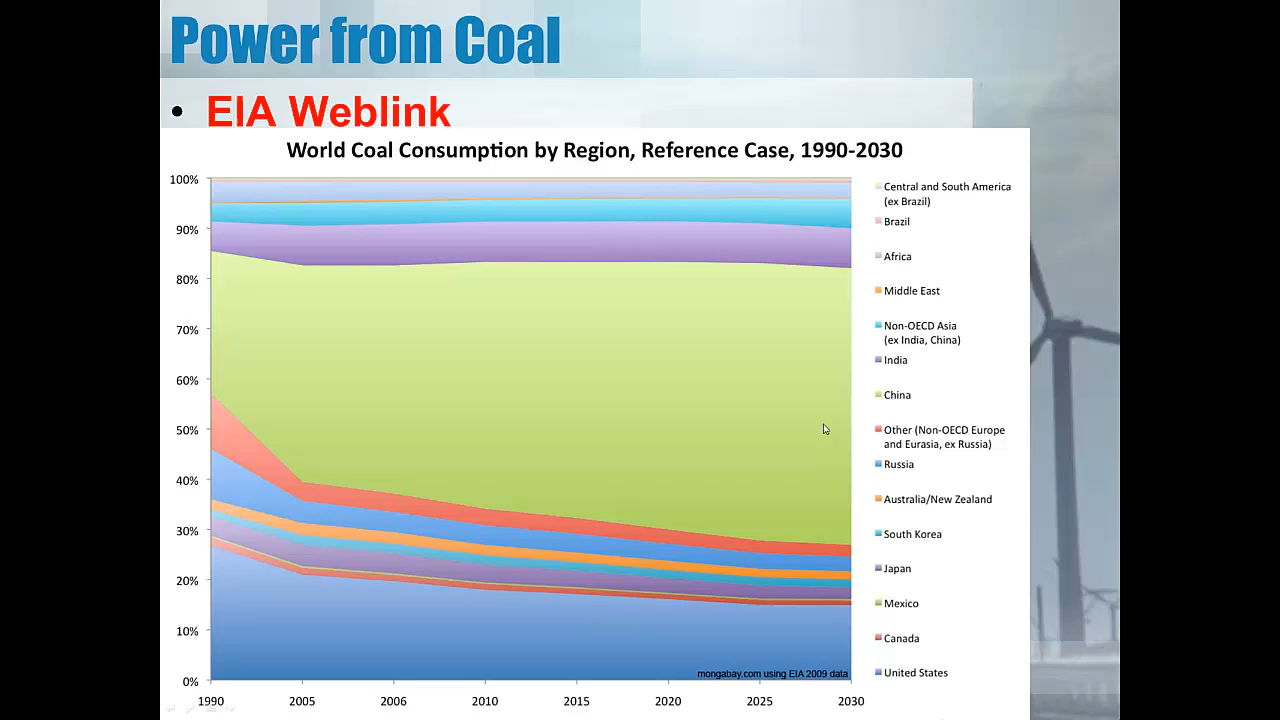 Power from Coal
• EIA Weblink
World Coal Consumption by Region, Reference Case, 1990-2030
100%
90%
80%
70%
60%
50%
40%
30%
20%
10%
0%
1990 2005 2006 2010 2015 2020 2025 2030
mongabay.com using EIA 2009 data
Central and South America
(ex Brazil)
Brazil
Africa
Middle East
Non-OECD Asia
(ex India, China)
India
China
Other (Non-OECD Europe
and Eurasia, ex Russia)
Russia
Australia/New Zealand
South Korea
Japan
Mexico
Canada
United States